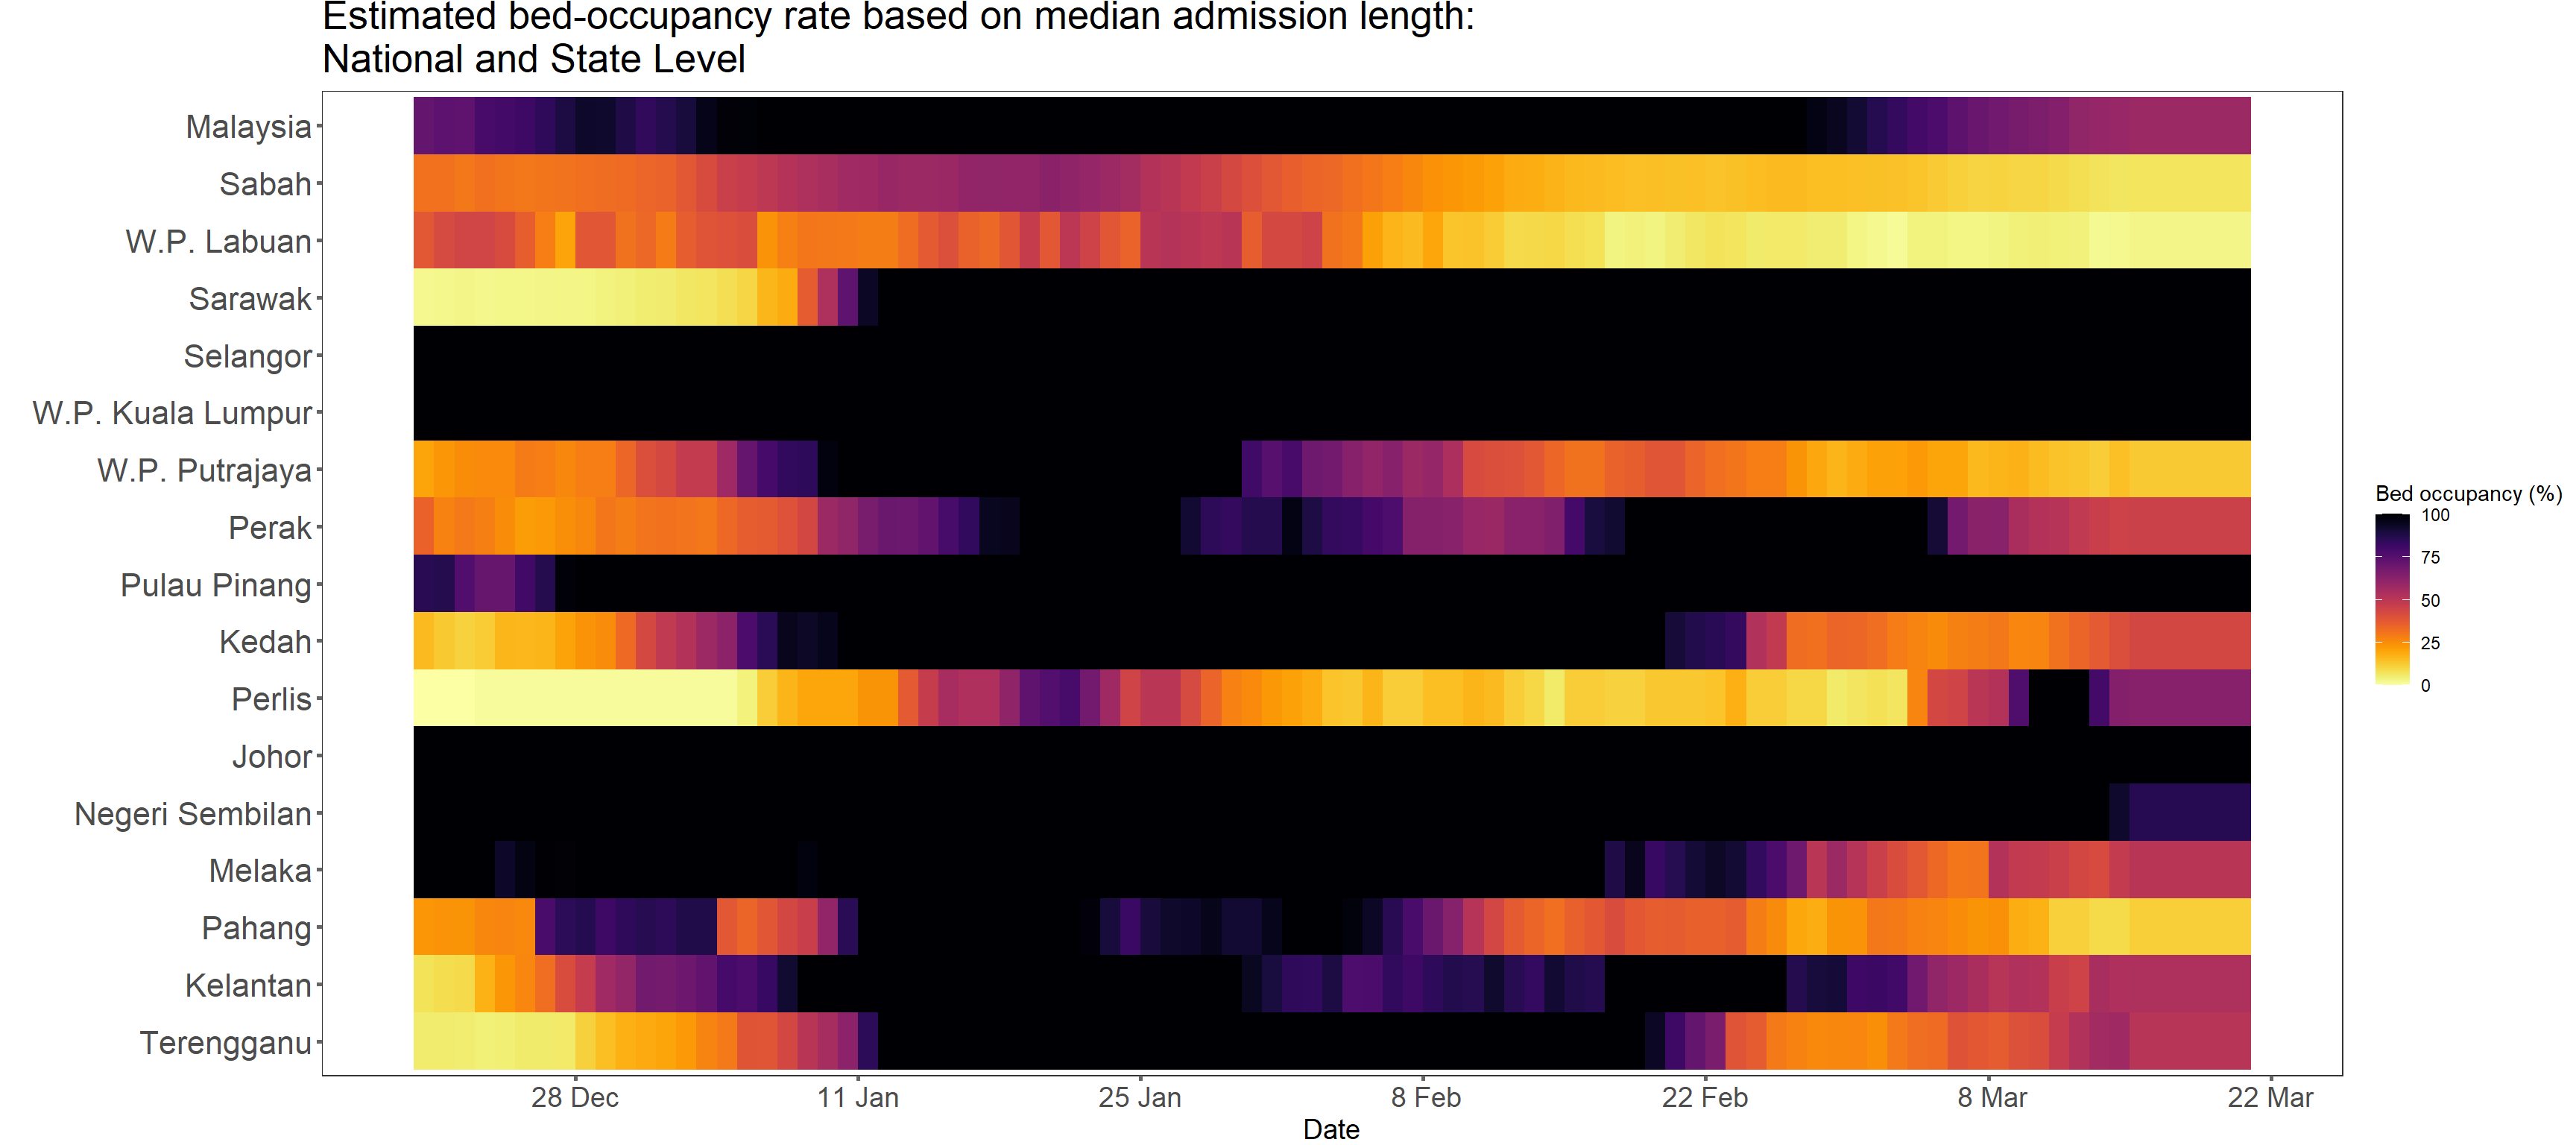 Estimated bed-occupancy rate based on median admission length:
National and State Level
Malaysia
Sabah
W.P. Labuan
Sarawak
Selangor
W.P. Kuala Lumpur
W.P. Putrajaya
Perak
Pulau Pinang
Kedah
Perlis
Johor
Negeri Sembilan
Melaka
Pahang
Kelantan
Terengganu
28 Dec 11 Jan 25 Jan 8 Feb 22 Feb 8 Mar 22 Mar
Date
Bed occupancy (%)
100
75
50
25
0